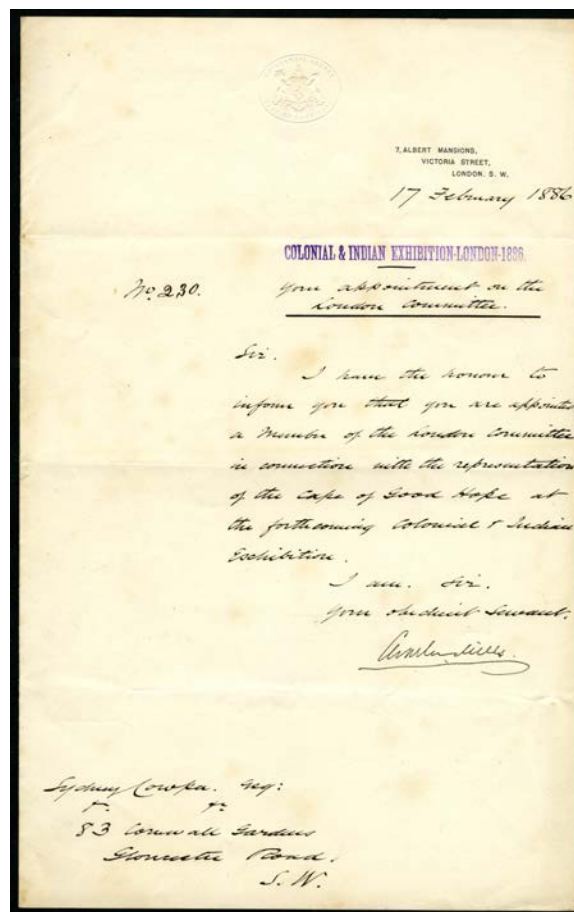 7, ALBERT MANSIONS,
VICTORIA STREET,
LONDON. S. W.
17 February 1886
COLONIAL & INDIAN EXHIBITION-LONDON-1886.
No. 230.
Your appointment on the
London Committee.
Sir.
I have the honour to
inform you that you are appointed
a Member of the London Committee
in connection with the representation
of the Cape of Good Hope at
the forthcoming Colonial & Indian
Exhibition.
I am. Sir.
Your obedient Servant.
Charles Mills.
Sydney Cowper. Esq:
83 Cornwall Gardens
Gloucester Road.
S. W.